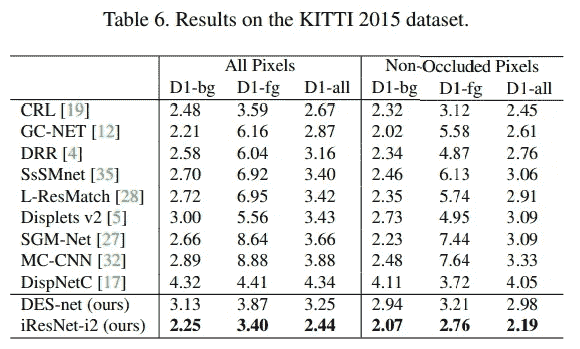 Table 6. Results on the KITTI 2015 dataset.
All Pixels Non-Occluded Pixels
D1-bg D1-fg D1-all D1-bg D1-fg D1-all
CRL [19] 2.48 3.59 2.67 2.32 3.12 2.45
GC-NET [12] 2.21 6.16 2.87 2.02 5.58 2.61
DRR [4] 2.58 6.04 3.16 2.34 4.87 2.76
SsSMnet [35] 2.70 6.92 3.40 2.46 6.13 3.06
L-ResMatch [28] 2.72 6.95 3.42 2.35 5.74 2.91
Displets v2 [5] 3.00 5.56 3.43 2.73 4.95 3.09
SGM-Net [27] 2.66 8.64 3.66 2.23 7.44 3.09
MC-CNN [32] 2.89 8.88 3.88 2.48 7.64 3.33
DispNetC [17] 4.32 4.41 4.34 4.11 3.72 4.05
DES-net (ours) 3.13 3.87 3.25 2.94 3.21 2.98
iResNet-i2 (ours) 2.25 3.40 2.44 2.07 2.76 2.19